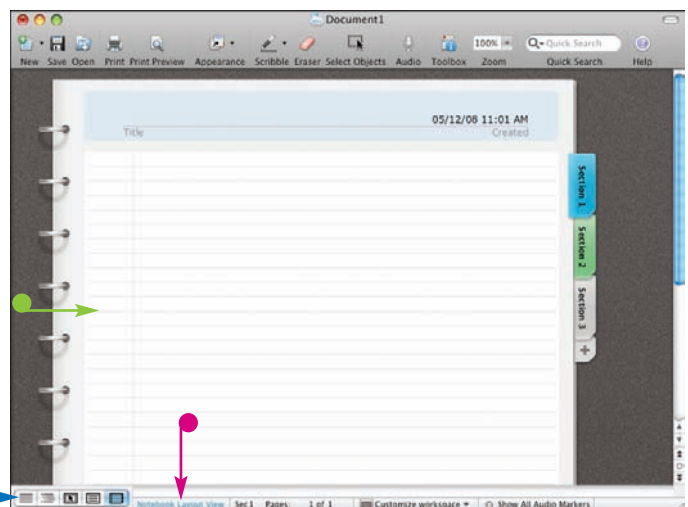 Document1
100%
Quick Search
New Save Open Print Print Preview Appearance Scribble Eraser Select Objects Audio Toolbox Zoom Quick Search Help
05/12/08 11:01 AM
Title Created
Section 1
Section 2
Section 3
Notebook Layout View Sec 1 Pages: 1 of 1 Customize workspace Show All Audio Markers